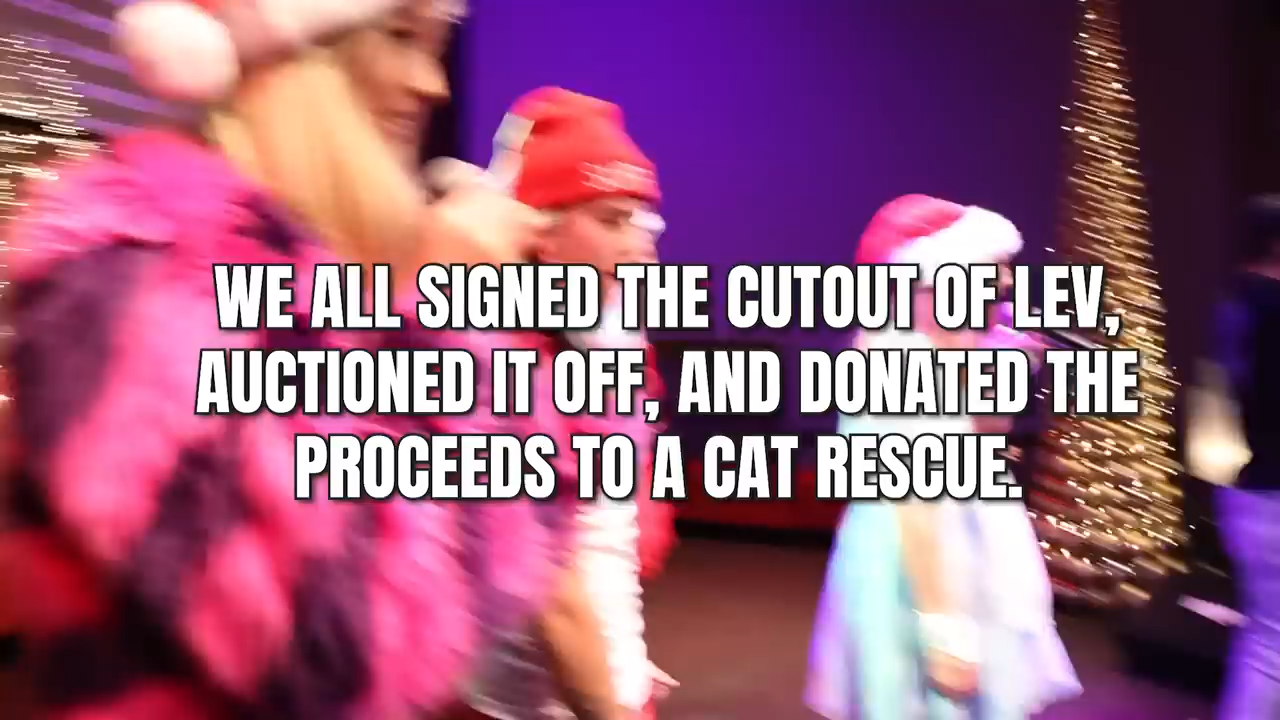 WE ALL SIGNED THE CUTOUT OF LEV,
AUCTIONED IT OFF, AND DONATED THE
PROCEEDS TO A CAT RESCUE.